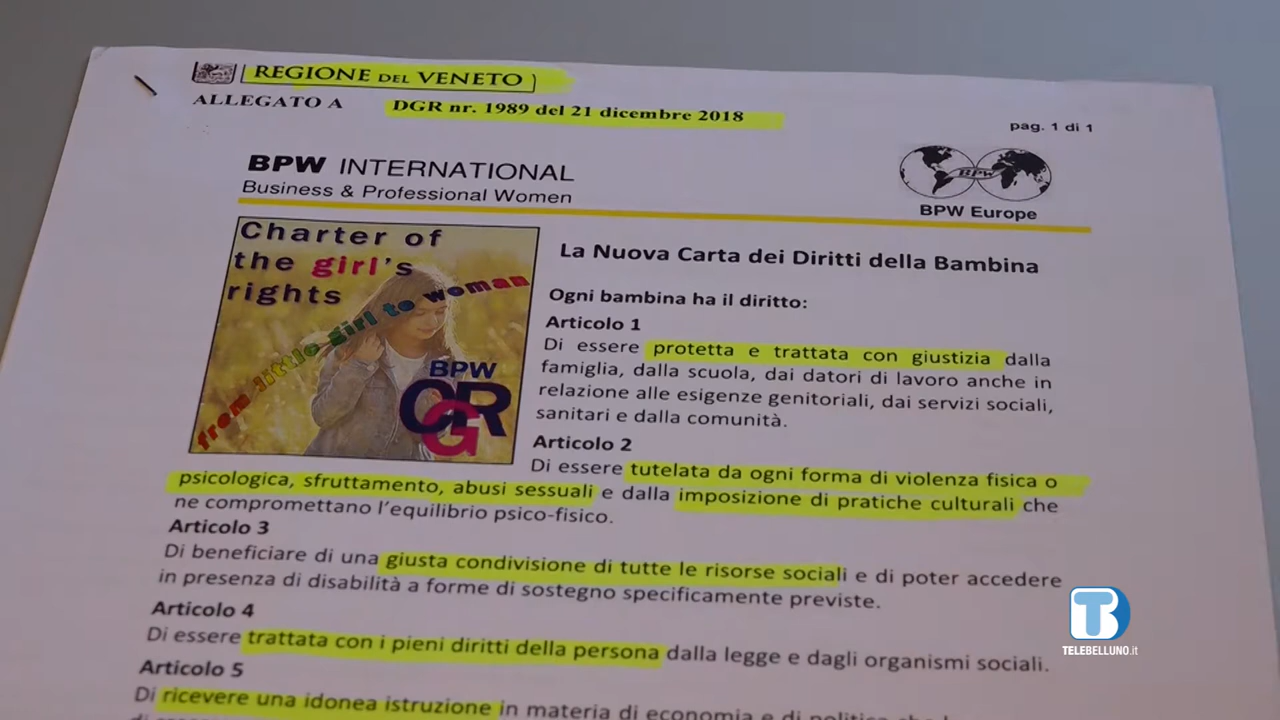 REGIONE DEL VENETO
ALLEGATO A DGR nr. 1989 del 21 dicembre 2018
pag. 1 di 1
BPW INTERNATIONAL
Business & Professional Women
BPW
BPW Europe
Charter of
the girl's
rights
from little girl to woman
BPW
CRG
La Nuova Carta dei Diritti della Bambina
Ogni bambina ha il diritto:
Articolo 1
Di essere protetta e trattata con giustizia dalla
famiglia, dalla scuola, dai datori di lavoro anche in
relazione alle esigenze genitoriali, dai servizi sociali,
sanitari e dalla comunità.
Articolo 2
Di essere tutelata da ogni forma di violenza fisica o
psicologica, sfruttamento, abusi sessuali e dalla imposizione di pratiche culturali che
ne compromettano l'equilibrio psico-fisico.
Articolo 3
Di beneficiare di una giusta condivisione di tutte le risorse sociali e di poter accedere
in presenza di disabilità a forme di sostegno specificamente previste.
Articolo 4
Di essere trattata con i pieni diritti della persona dalla legge e dagli organismi sociali.
Articolo 5
Di ricevere una idonea istruzione in materia di economia e di politica che
TELEBELLUNO.it